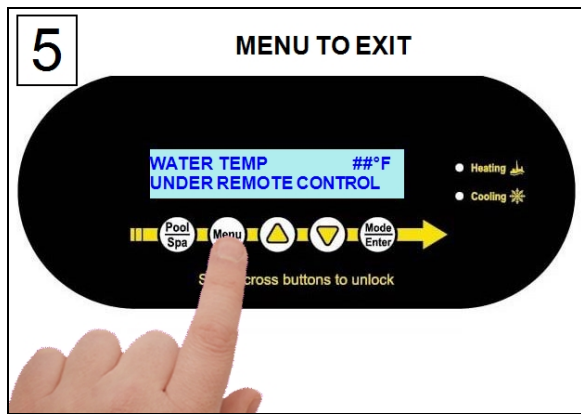 5
MENU TO EXIT
WATER TEMP ##°F
UNDER REMOTE CONTROL
Heating
Cooling
Pool
Spa
Menu
Mode
Enter
cross buttons to unlock